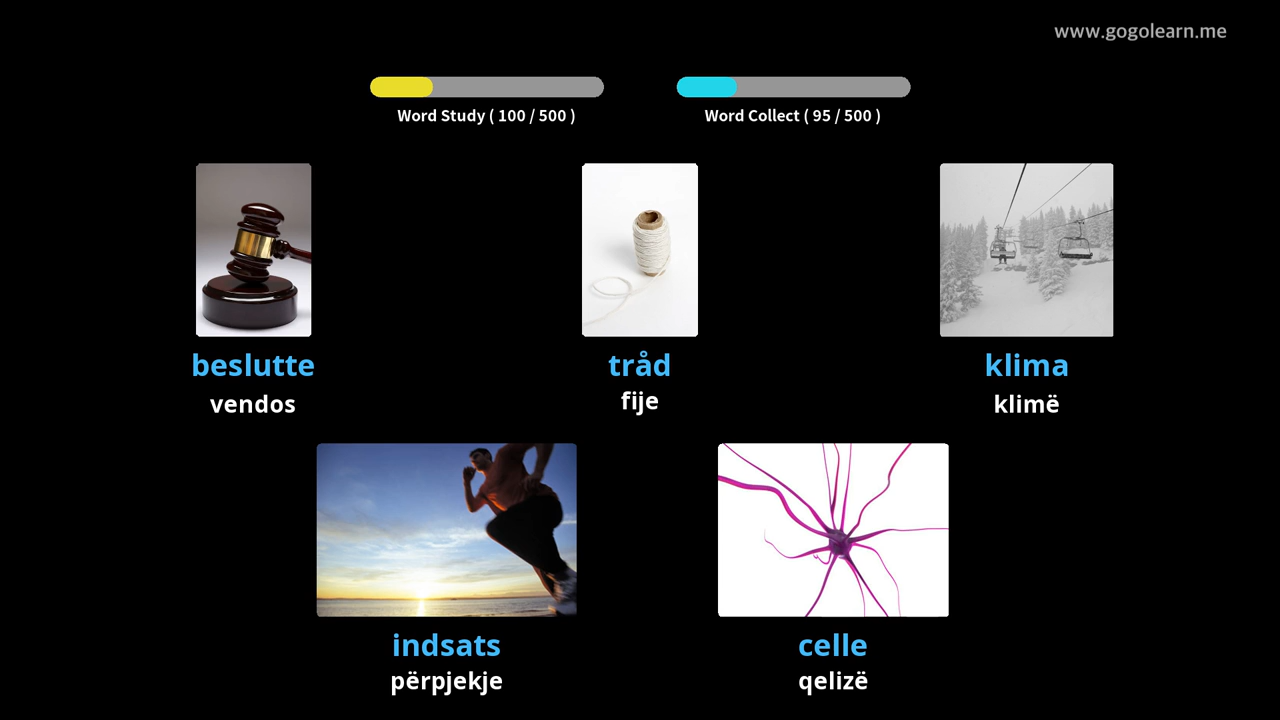 www.gogolearn.me
Word Study ( 100 / 500 )
Word Collect ( 95 / 500 )
beslutte
vendos
tråd
fije
klima
klimë
indsats
përpjekje
celle
qelizë